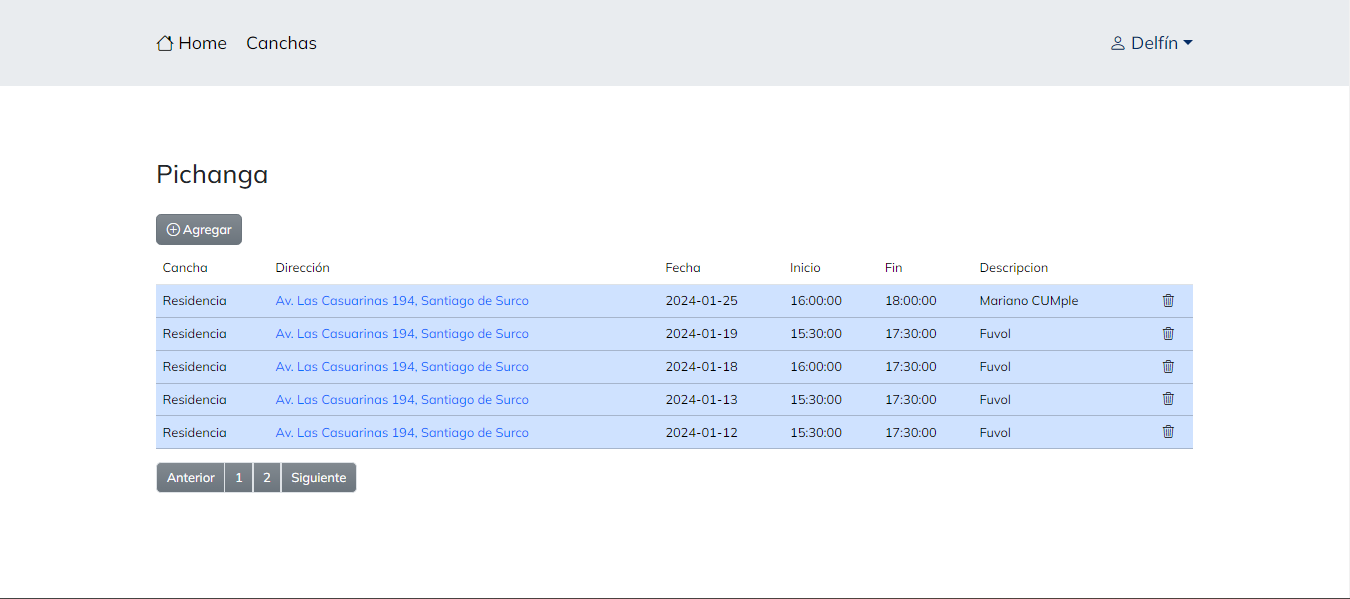 Home Canchas Delfín
Pichanga
Agregar
Cancha Dirección Fecha Inicio Fin Descripcion
Residencia Av. Las Casuarinas 194, Santiago de Surco 2024-01-25 16:00:00 18:00:00 Mariano CUMple
Residencia Av. Las Casuarinas 194, Santiago de Surco 2024-01-19 15:30:00 17:30:00 Fuvol
Residencia Av. Las Casuarinas 194, Santiago de Surco 2024-01-18 16:00:00 17:30:00 Fuvol
Residencia Av. Las Casuarinas 194, Santiago de Surco 2024-01-13 15:30:00 17:30:00 Fuvol
Residencia Av. Las Casuarinas 194, Santiago de Surco 2024-01-12 15:30:00 17:30:00 Fuvol
Anterior 1 2 Siguiente